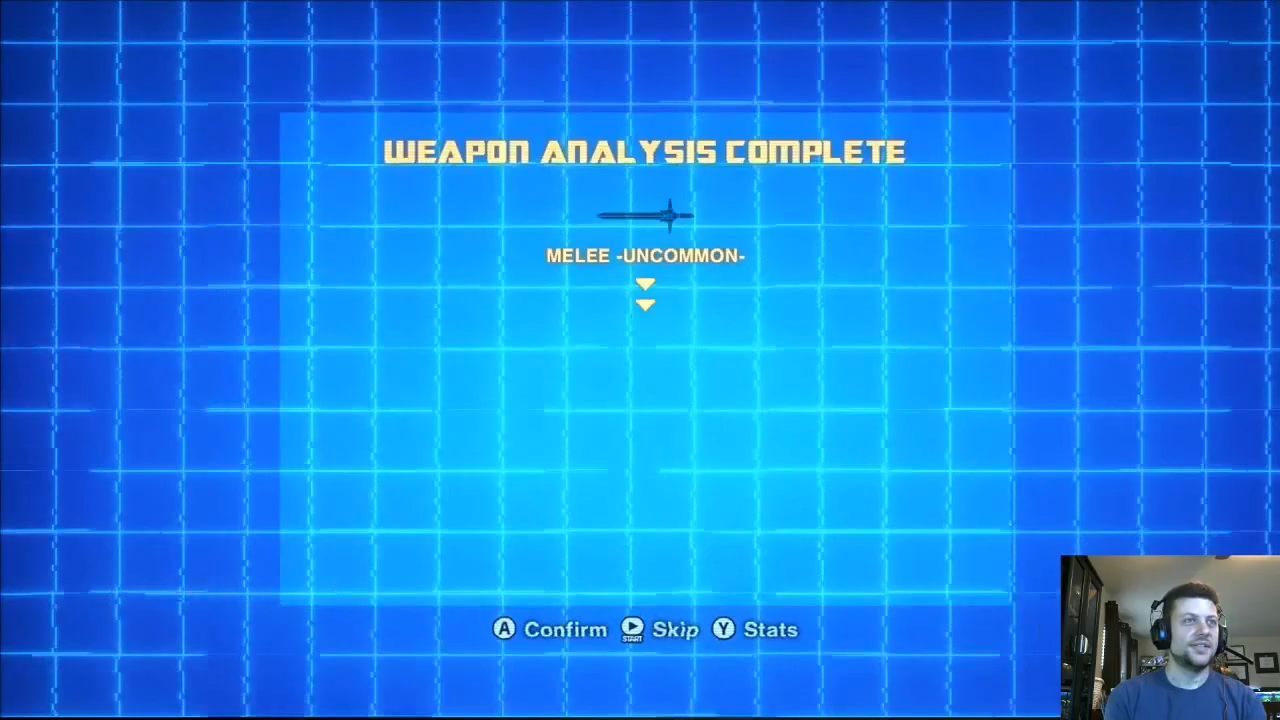 WEAPON ANALYSIS COMPLETE
MELEE -UNCOMMON-
A Confirm START Skip Y Stats